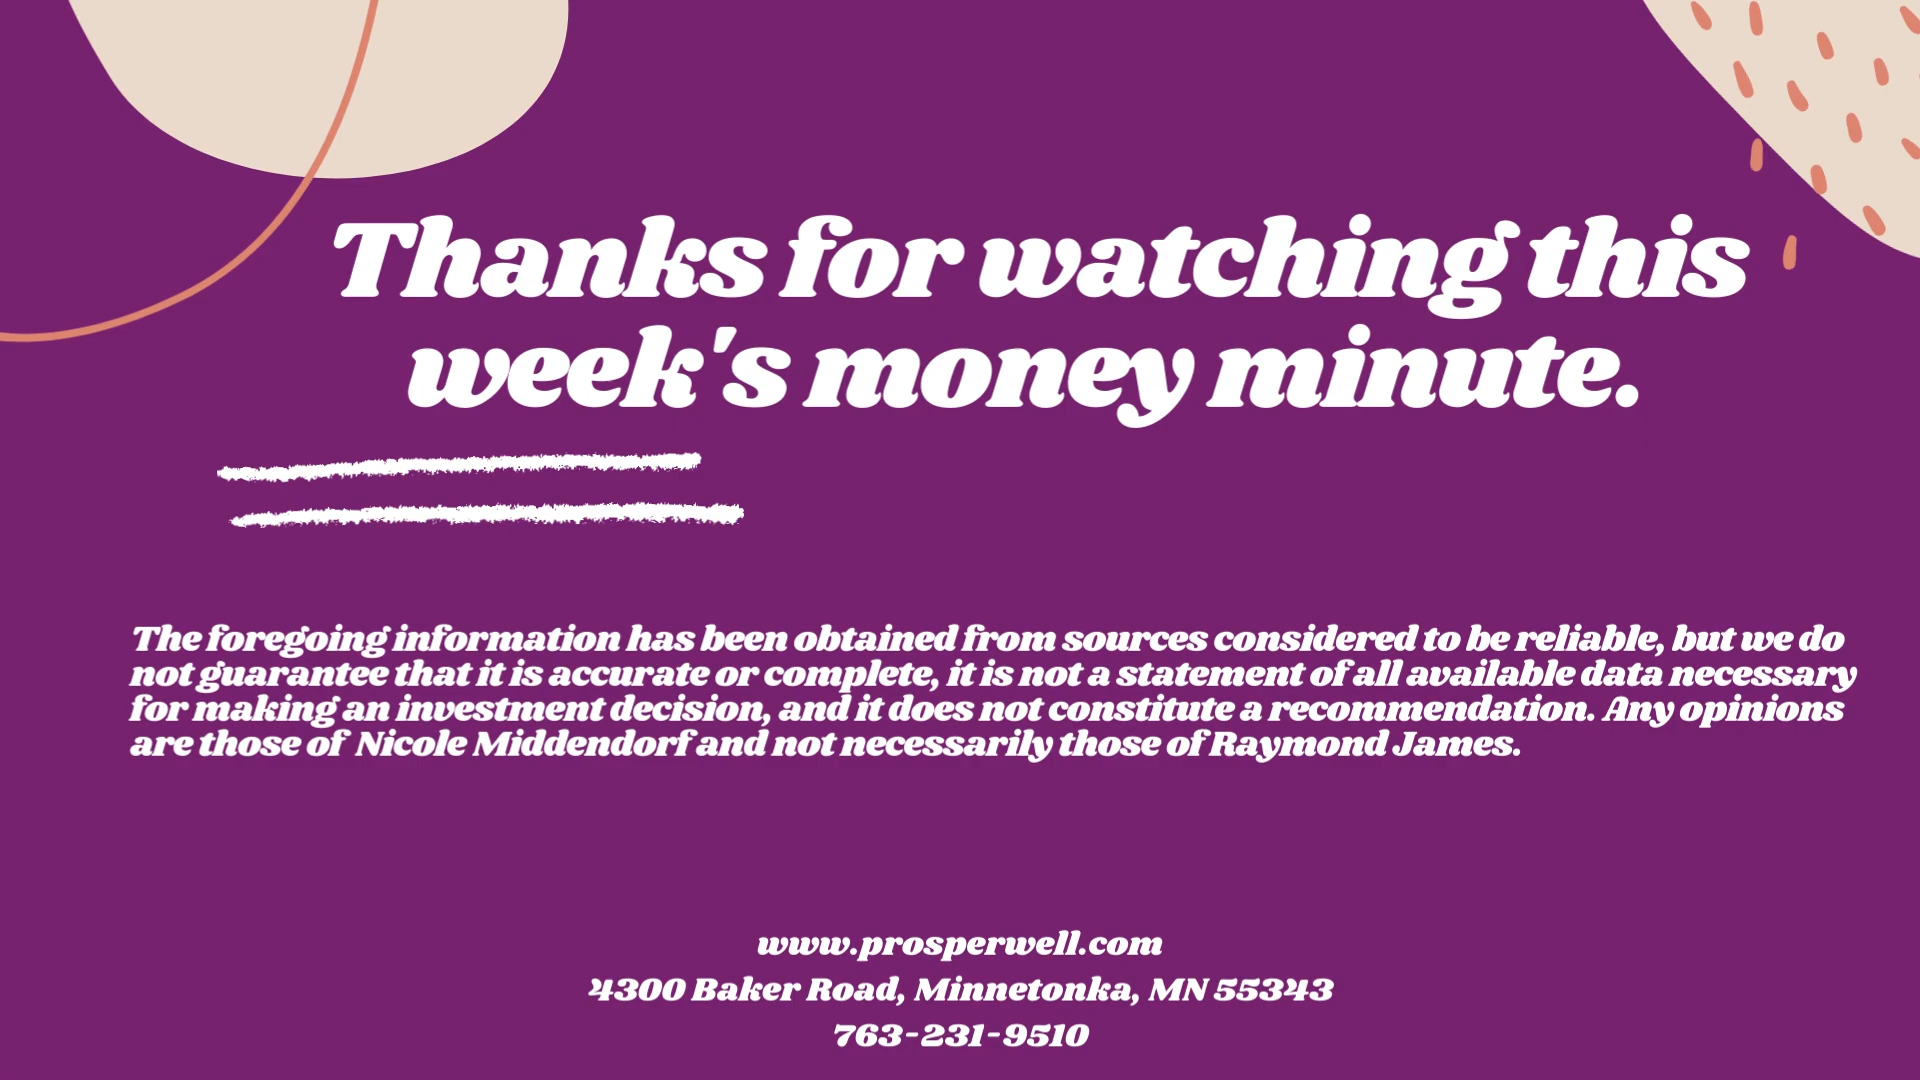 Thanks for watching this
week's money minute.
The foregoing information has been obtained from sources considered to be reliable, but we do
not guarantee that it is accurate or complete, it is not a statement of all available data necessary
for making an investment decision, and it does not constitute a recommendation. Any opinions
are those of Nicole Middendorf and not necessarily those of Raymond James.
www.prosperwell.com
4300 Baker Road, Minnetonka, MN 55343
763-231-9510